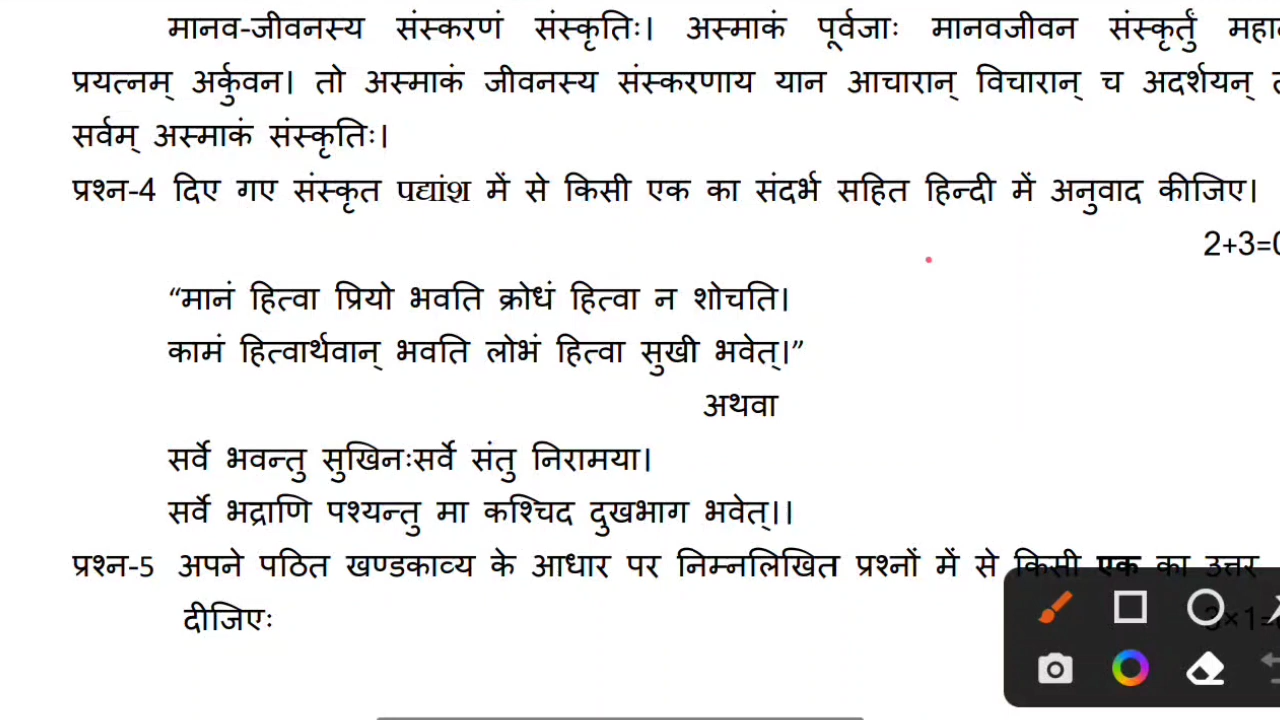 मानव-जीवनस्य संस्करणं संस्कृतिः। अस्माकं पूर्वजाः मानवजीवन संस्कृर्तुं
प्रयत्नम् अर्कुवन। तो अस्माकं जीवनस्य संस्करणाय यान आचारान् विचारान् च अदर्शयन्
सर्वम् अस्माकं संस्कृतिः।
प्रश्न-4 दिए गए संस्कृत पद्यांश में से किसी एक का संदर्भ सहित हिन्दी में अनुवाद कीजिए।
2+3=
“मानं हित्वा प्रियो भवति क्रोधं हित्वा न शोचति।
कामं हित्वार्थवान् भवति लोभं हित्वा सुखी भवेत्।”
अथवा
सर्वे भवन्तु सुखिनःसर्वे संतु निरामया।
सर्वे भद्राणि पश्यन्तु मा कश्चिद दुखभाग भवेत्।।
प्रश्न-5 अपने पठित खण्डकाव्य के आधार पर निम्नलिखित प्रश्नों में से किसी एक का उत्तर
दीजिएः 3×1=